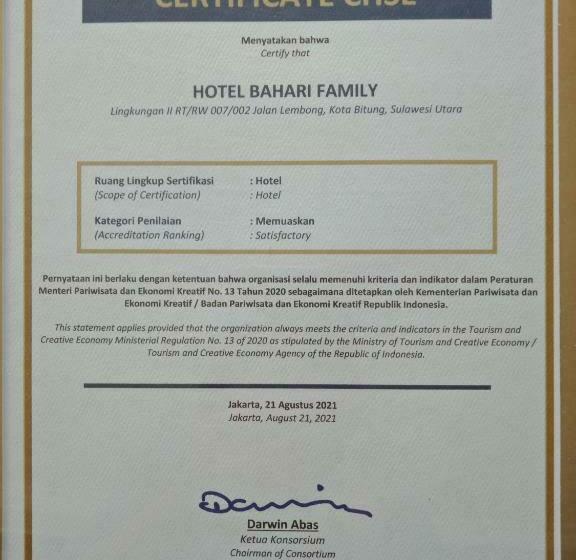 CERTIFICATE CHSE
Menyatakan bahwa
Certify that
HOTEL BAHARI FAMILY
Lingkungan II RT/RW 007/002 Jalan Lembong, Kota Bitung, Sulawesi Utara
Ruang Lingkup Sertifikasi : Hotel
(Scope of Certification) : Hotel
Kategori Penilaian : Memuaskan
(Accreditation Ranking) : Satisfactory
Pernyataan ini berlaku dengan ketentuan bahwa organisasi selalu memenuhi kriteria dan indikator dalam Peraturan
Menteri Pariwisata dan Ekonomi Kreatif No. 13 Tahun 2020 sebagaimana ditetapkan oleh Kementerian Pariwisata dan
Ekonomi Kreatif / Badan Pariwisata dan Ekonomi Kreatif Republik Indonesia.
This statement applies provided that the organization always meets the criteria and indicators in the Tourism and
Creative Economy Ministerial Regulation No. 13 of 2020 as stipulated by the Ministry of Tourism and Creative Economy /
Tourism and Creative Economy Agency of the Republic of Indonesia.
Jakarta, 21 Agustus 2021
Jakarta, August 21, 2021
Darwin
Darwin Abas
Ketua Konsorsium
Chairman of Consortium